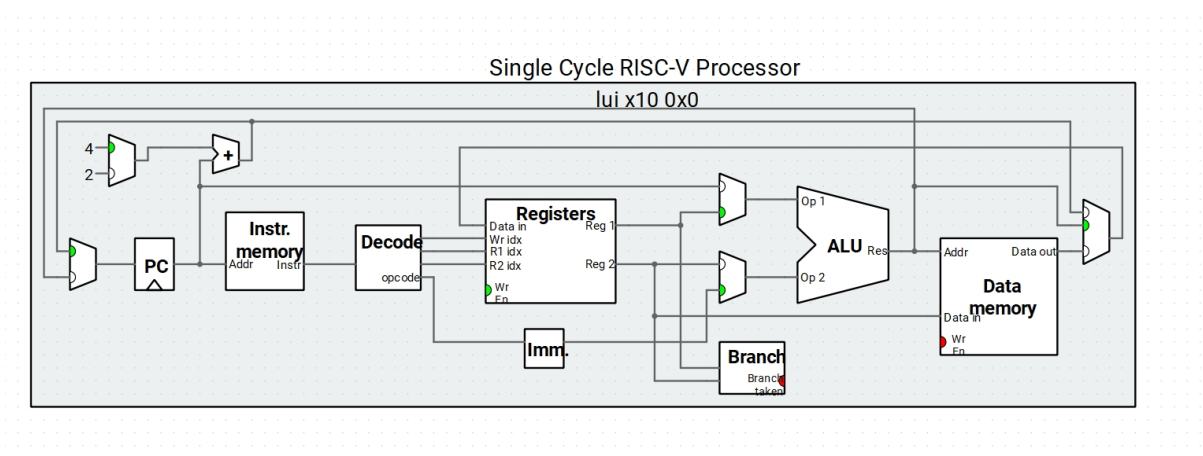 Single Cycle RISC-V Processor
lui x10 0x0
4
2
+
PC
Instr.
memory
Addr
Instr
Decode
opcode
Registers
Data in
Wr idx
R1 idx
R2 idx
Wr
En
Reg 1
Reg 2
Imm.
Op 1
Op 2
ALU
Res
Branch
Branch
taken
Addr
Data out
Data
memory
Data in
Wr
En